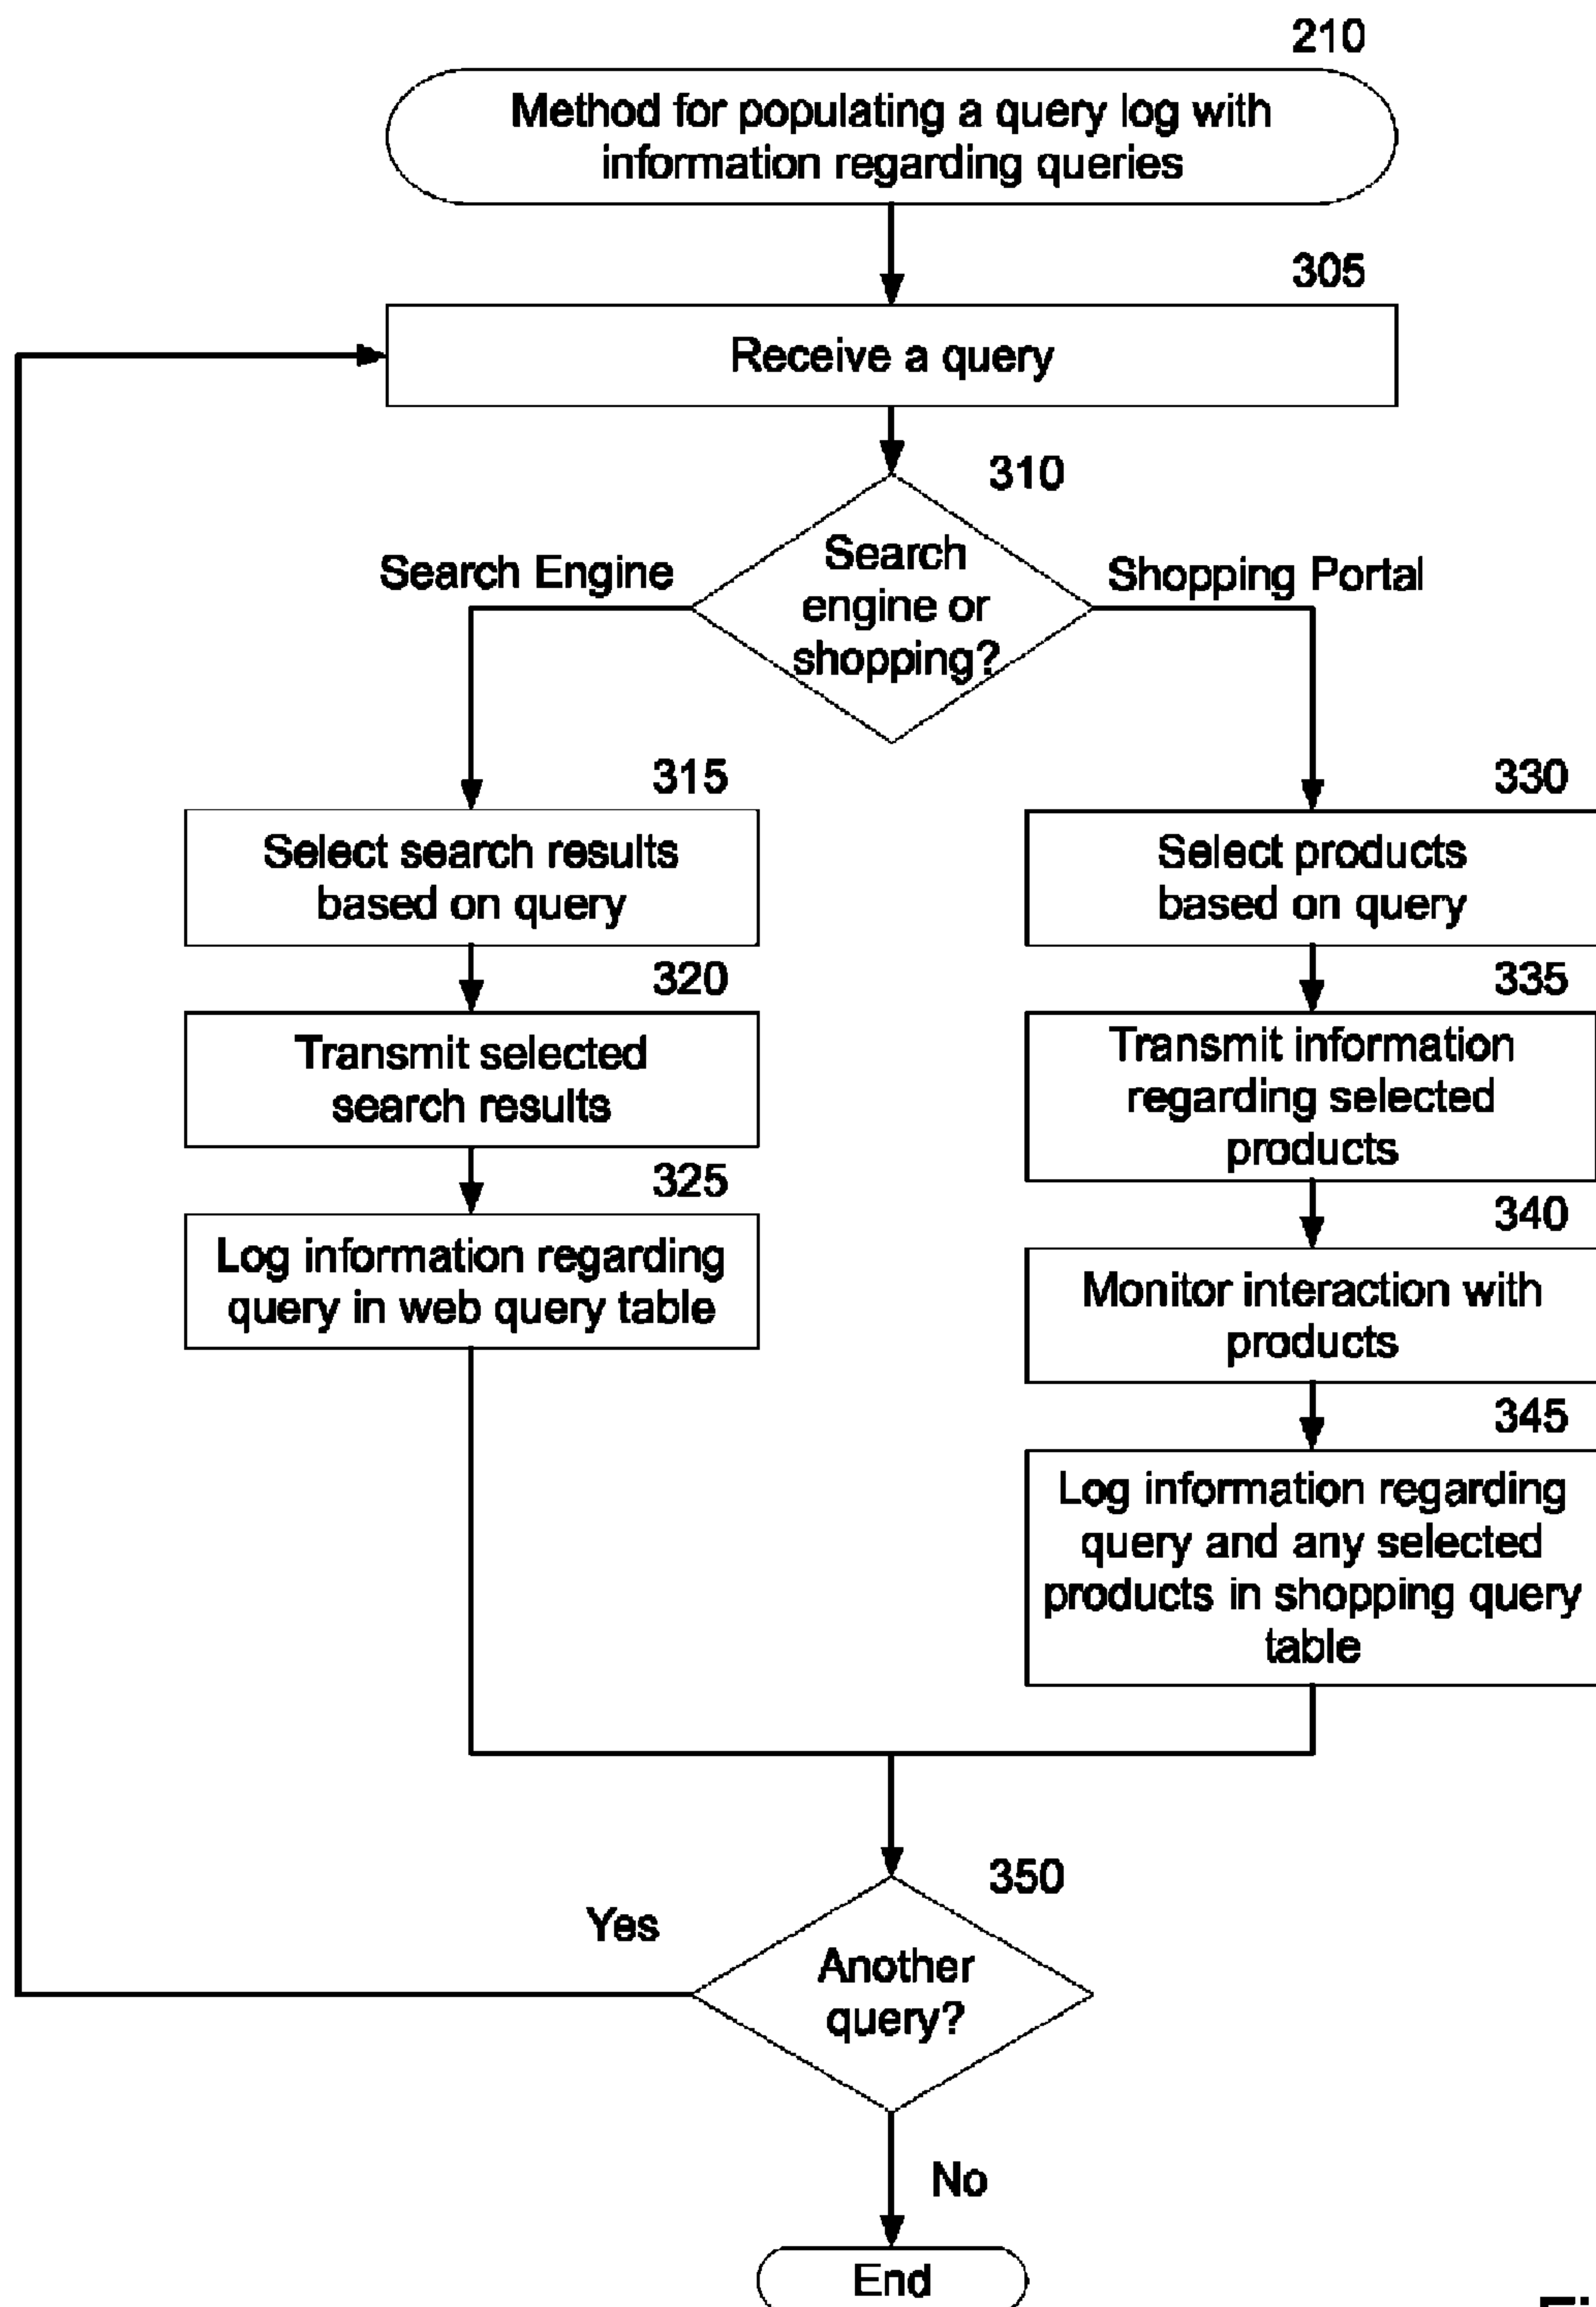 210
Method for populating a query log with
information regarding queries
305
Receive a query
310
Search
engine or
shopping?
Search Engine
Shopping Portal
315
Select search results
based on query
320
Transmit selected
search results
325
Log information regarding
query in web query table
330
Select products
based on query
335
Transmit information
regarding selected
products
340
Monitor interaction with
products
345
Log information regarding
query and any selected
products in shopping query
table
350
Another
query?
Yes
No
End